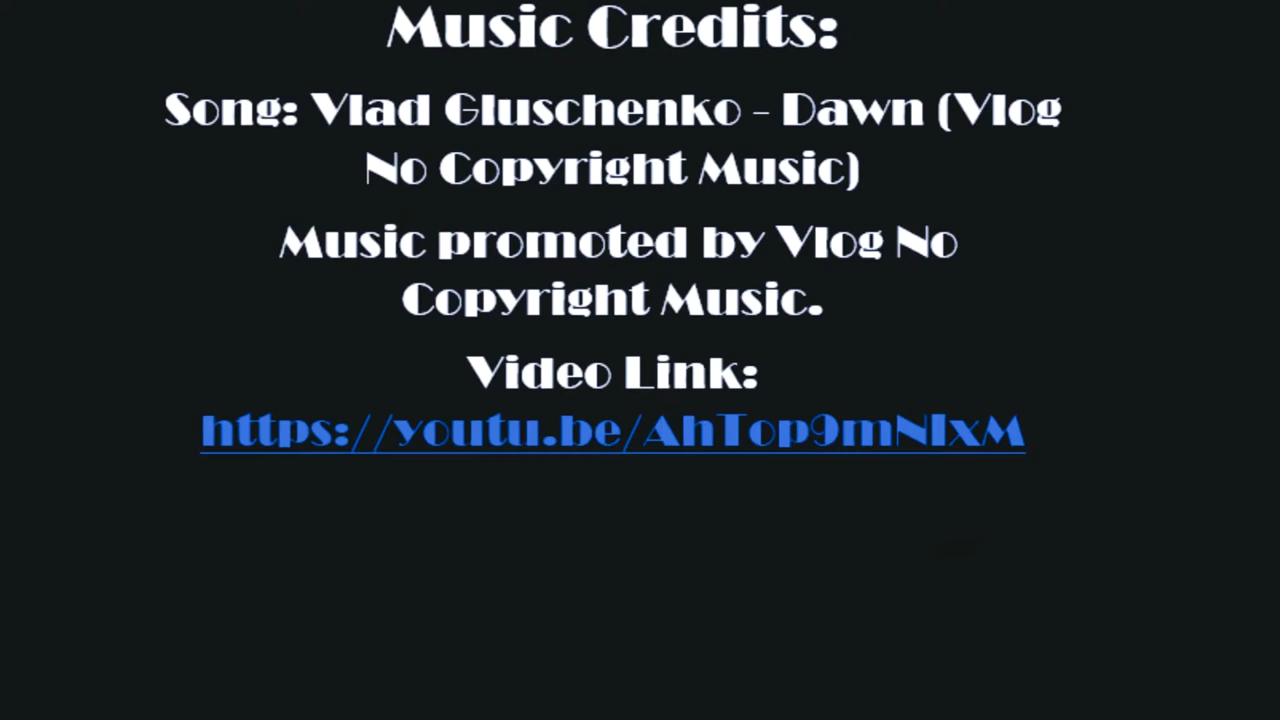 Music Credits:
Song: Vlad Gluschenko - Dawn (Vlog
No Copyright Music)
Music promoted by Vlog No
Copyright Music.
Video Link:
https://youtu.be/AhTop9mNlxM